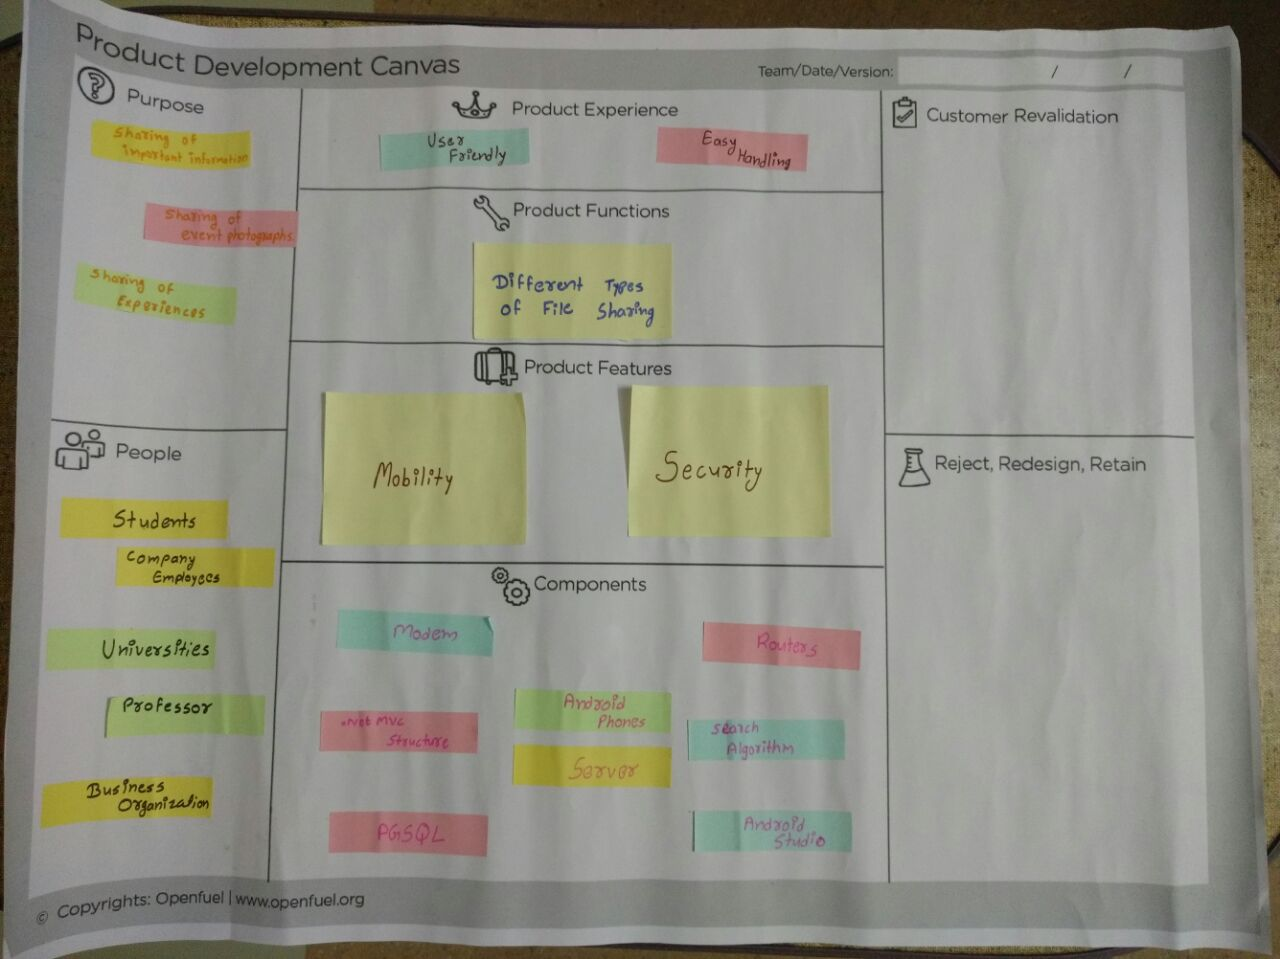 Product Development Canvas
Team/Date/Version: / /
Purpose
Sharing of
important information
Sharing of
event photographs.
Sharing of
Experiences
People
Students
Company
Employees
Universities
Professor
Business
Organization
Product Experience
User
Friendly
Easy
Handling
Product Functions
Different Types
of File Sharing
Product Features
Mobility
Security
Components
Modem
Routers
Android
Phones
.Net MVC
Structure
Search
Algorithm
Server
PGSQL
Android
Studio
Customer Revalidation
Reject, Redesign, Retain
© Copyrights: Openfuel | www.openfuel.org